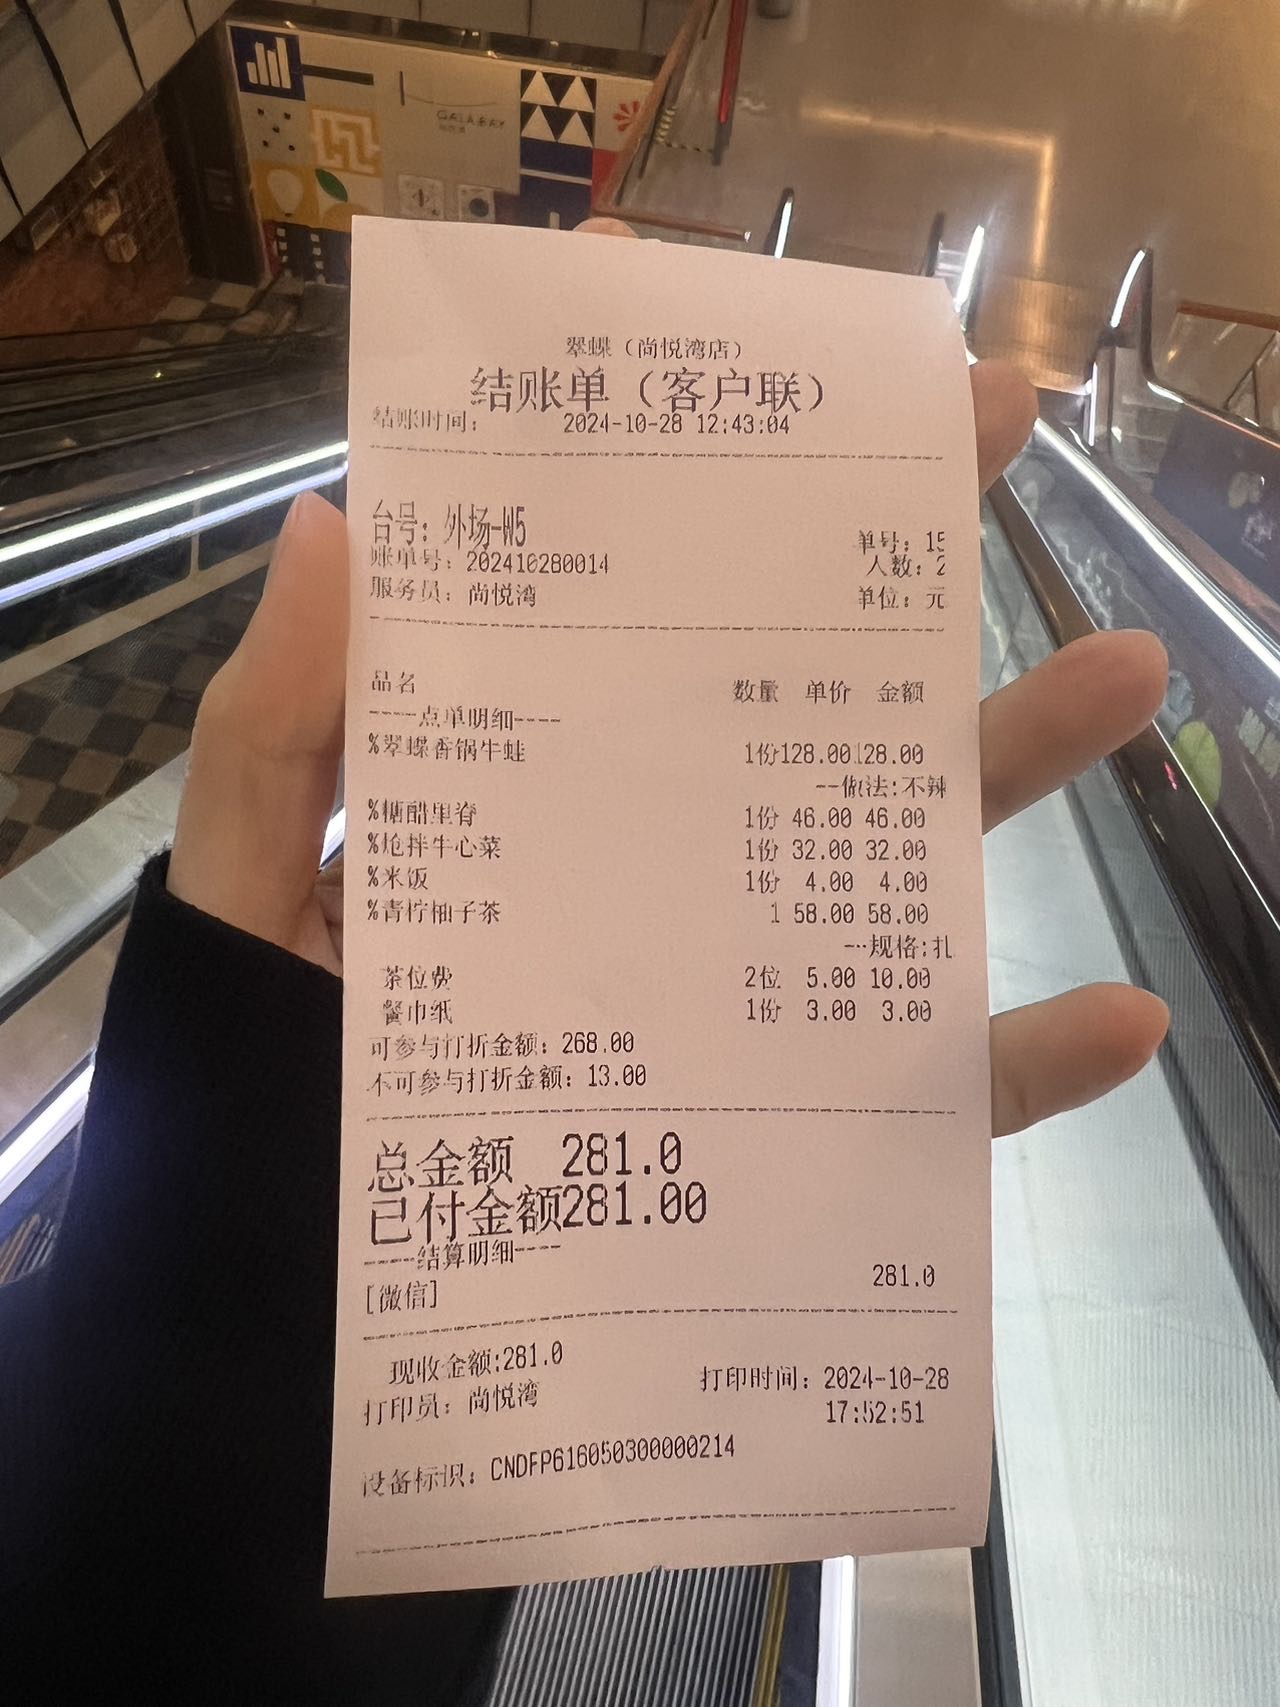 GALA BAY
翠蝶（尚悦湾店）
结账单（客户联）
结账时间： 2024-10-28 12:43:04
台号：外场-W5
单号：15
账单号：202410280014 人数：2
服务员：尚悦湾 单位：元
品名 数量 单价 金额
----点单明细----
%翠蝶香锅牛蛙 1份128.00128.00
--做法:不辣
%糖醋里脊 1份 46.00 46.00
%炝拌牛心菜 1份 32.00 32.00
%米饭 1份 4.00 4.00
%青柠柚子茶 1 58.00 58.00
--规格:扎
茶位费 2位 5.00 10.00
餐巾纸 1份 3.00 3.00
可参与打折金额：268.00
不可参与打折金额：13.00
总金额 281.0
已付金额281.00
----结算明细----
[微信] 281.0
现收金额:281.0
打印员：尚悦湾 打印时间：2024-10-28
17:52:51
设备标识：CNDFP616050300000214